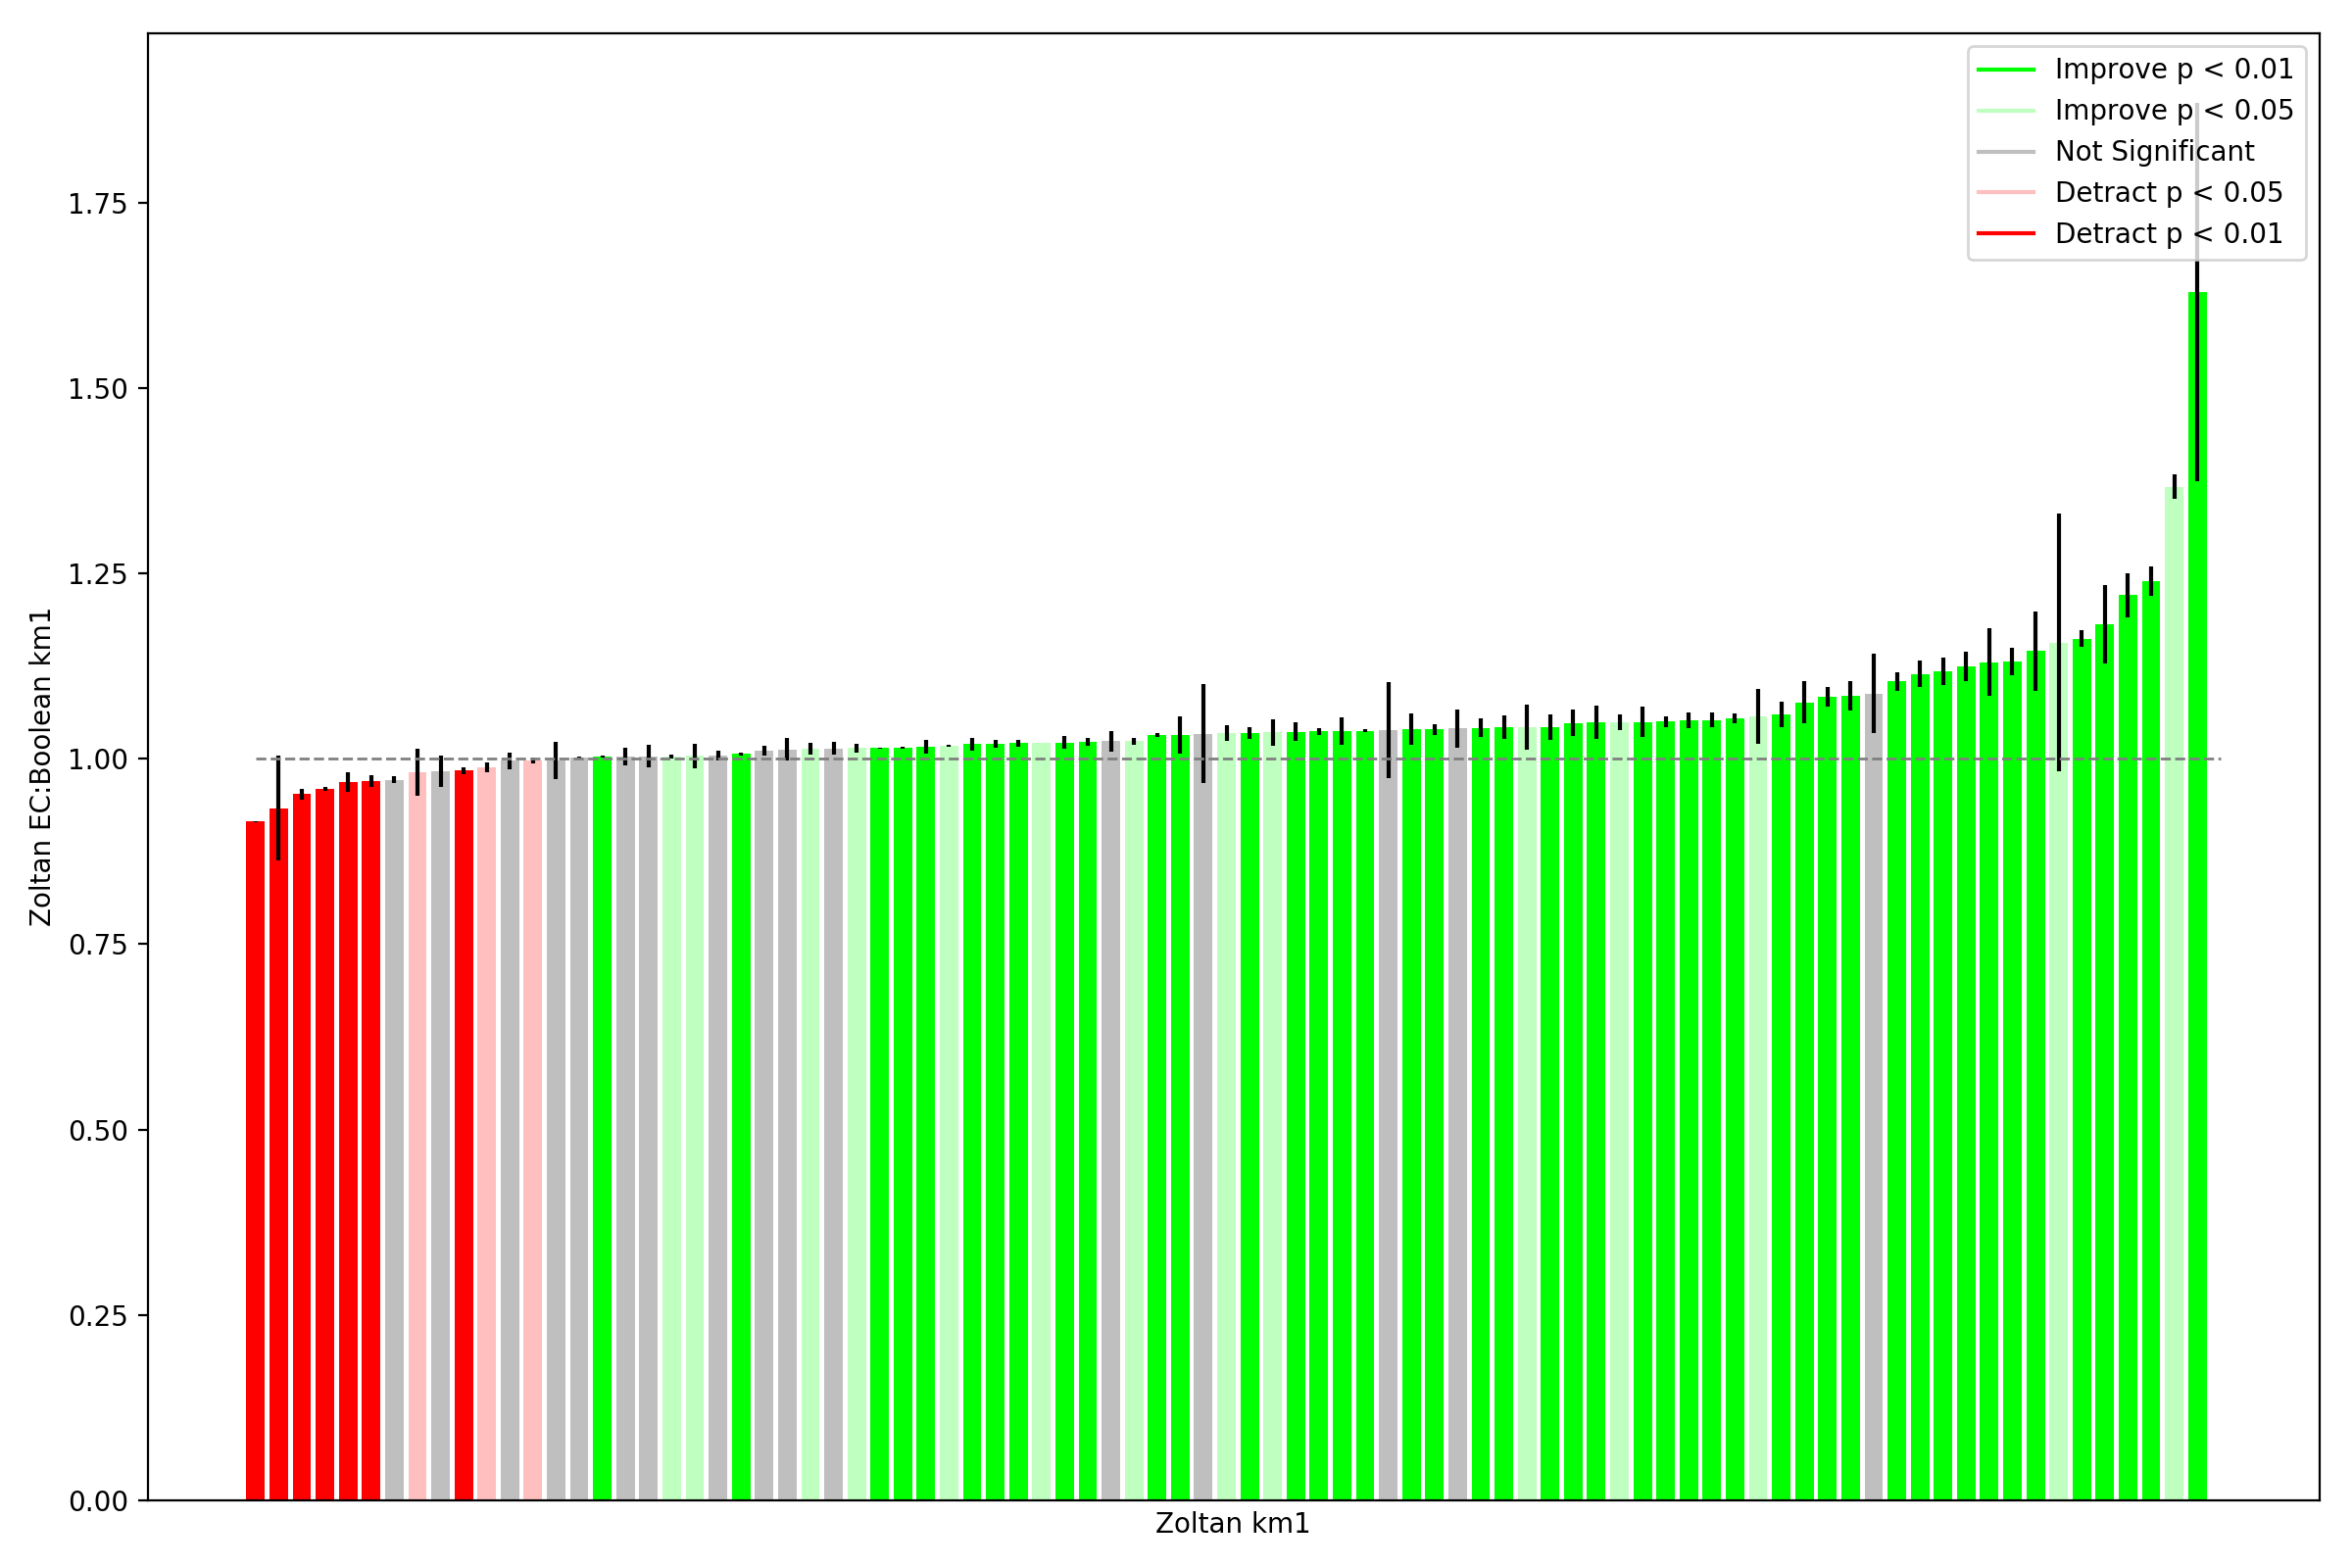 Improve p < 0.01
Improve p < 0.05
Not Significant
Detract p < 0.05
Detract p < 0.01
1.75
1.50
1.25
1.00
0.75
0.50
0.25
0.00
Zoltan EC:Boolean km1
Zoltan km1